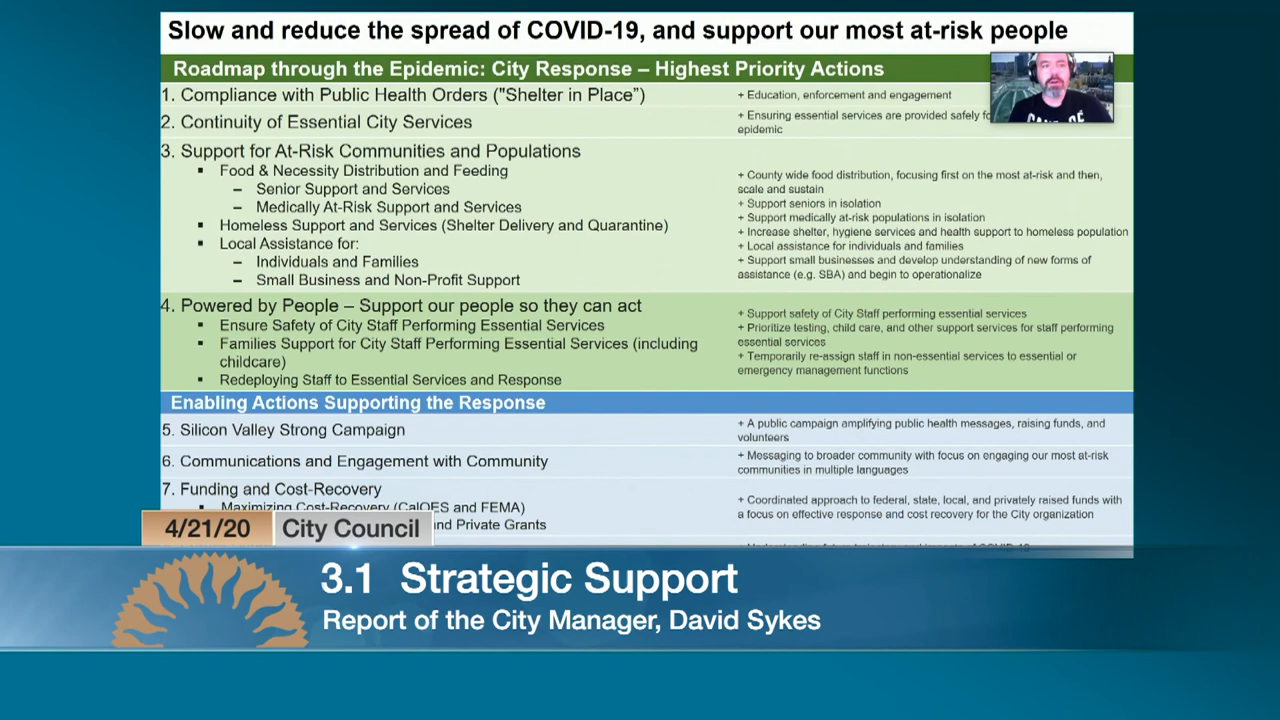 Slow and reduce the spread of COVID-19, and support our most at-risk people
Roadmap through the Epidemic: City Response – Highest Priority Actions
1. Compliance with Public Health Orders ("Shelter in Place”)
+ Education, enforcement and engagement
2. Continuity of Essential City Services
+ Ensuring essential services are provided safely
epidemic
3. Support for At-Risk Communities and Populations
▪ Food & Necessity Distribution and Feeding
– Senior Support and Services
– Medically At-Risk Support and Services
▪ Homeless Support and Services (Shelter Delivery and Quarantine)
▪ Local Assistance for:
– Individuals and Families
– Small Business and Non-Profit Support
+ County wide food distribution, focusing first on the most at-risk and then,
scale and sustain
+ Support seniors in isolation
+ Support medically at-risk populations in isolation
+ Increase shelter, hygiene services and health support to homeless population
+ Local assistance for individuals and families
+ Support small businesses and develop understanding of new forms of
assistance (e.g. SBA) and begin to operationalize
4. Powered by People – Support our people so they can act
▪ Ensure Safety of City Staff Performing Essential Services
▪ Families Support for City Staff Performing Essential Services (including
childcare)
▪ Redeploying Staff to Essential Services and Response
+ Support safety of City Staff performing essential services
+ Prioritize testing, child care, and other support services for staff performing
essential services
+ Temporarily re-assign staff in non-essential services to essential or
emergency management functions
Enabling Actions Supporting the Response
5. Silicon Valley Strong Campaign
+ A public campaign amplifying public health messages, raising funds, and
volunteers
6. Communications and Engagement with Community
+ Messaging to broader community with focus on engaging our most at-risk
communities in multiple languages
7. Funding and Cost-Recovery
▪ Maximizing Cost-Recovery (CalOES and FEMA)
and Private Grants
+ Coordinated approach to federal, state, local, and privately raised funds with
a focus on effective response and cost recovery for the City organization
4/21/20 City Council
3.1 Strategic Support
Report of the City Manager, David Sykes